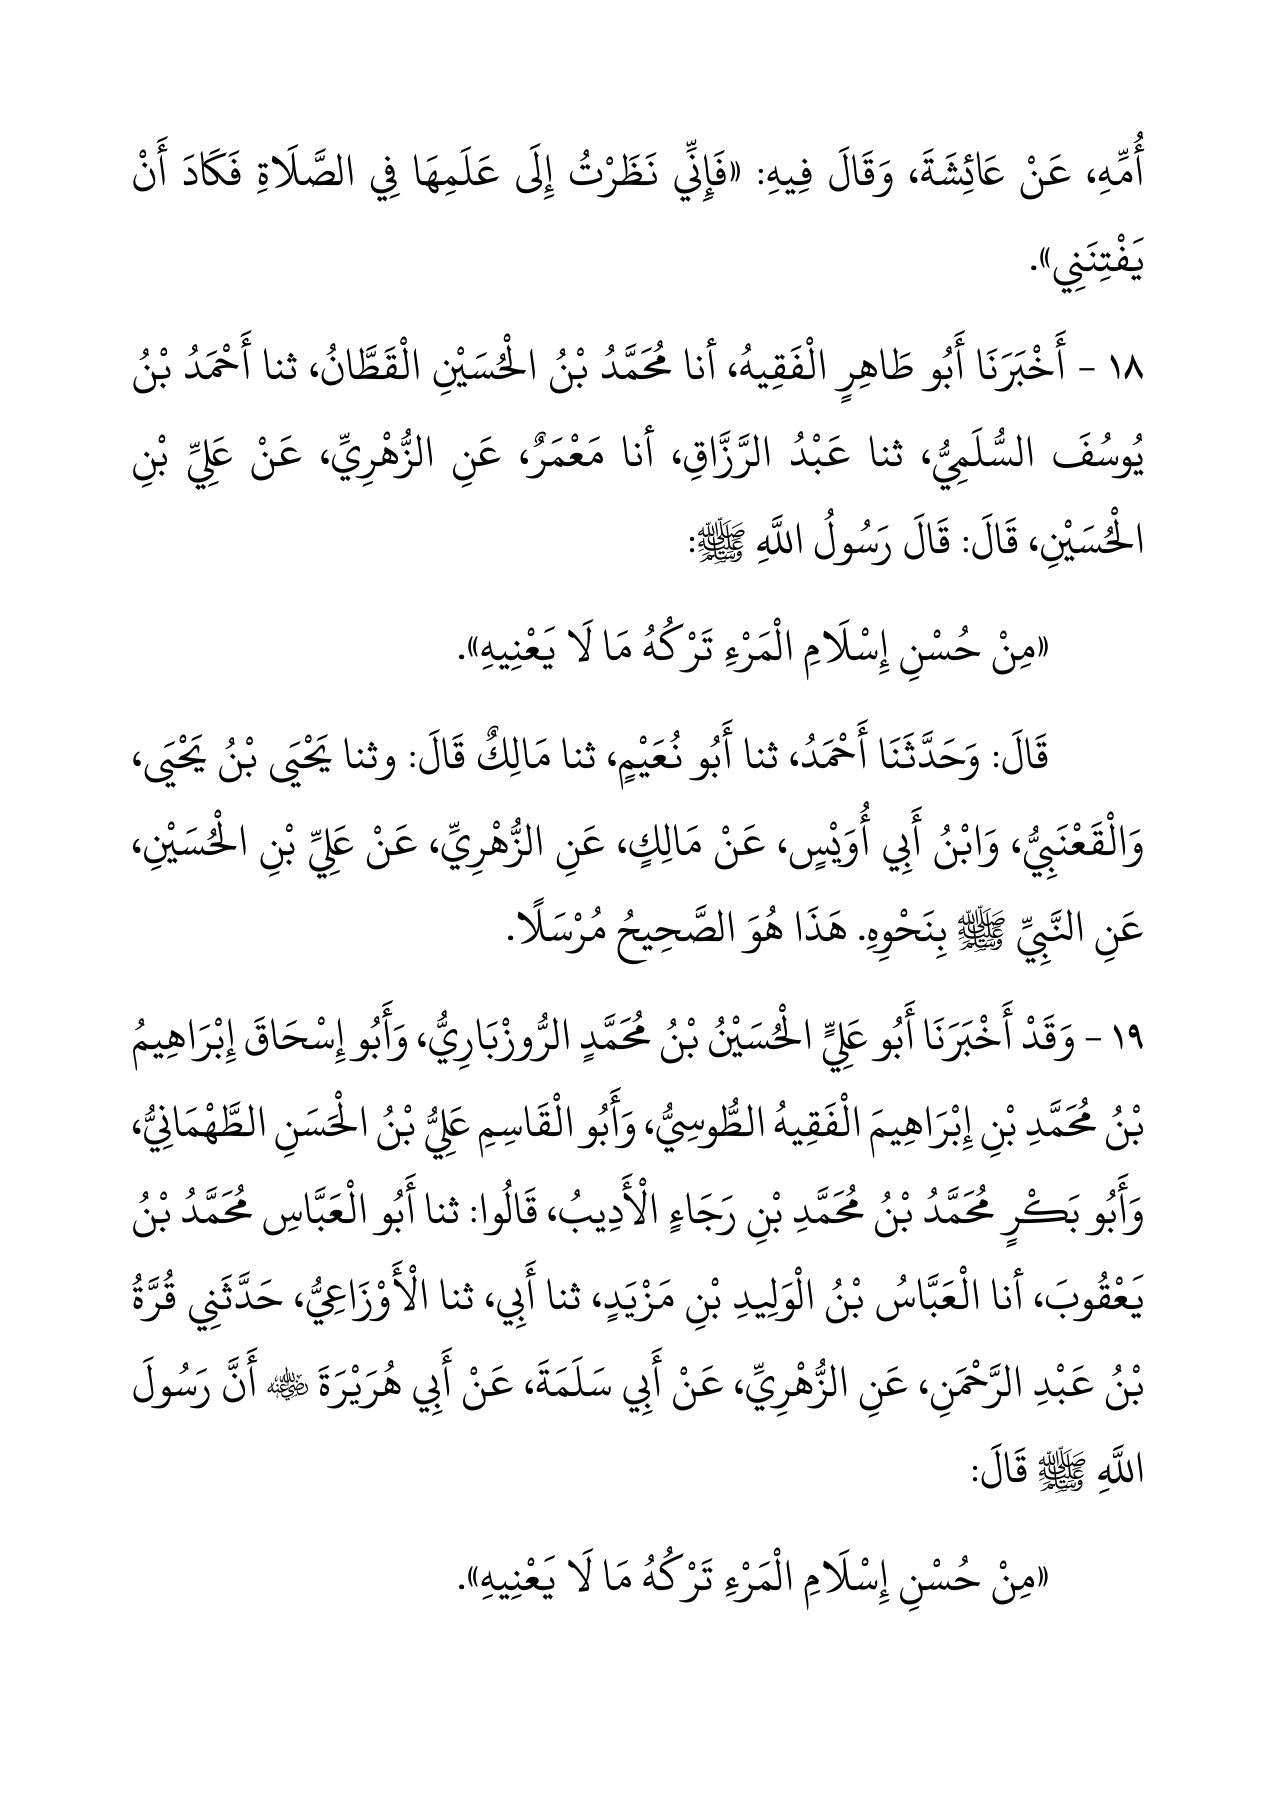 أُمِّهِ، عَنْ عَائِشَةَ، وَقَالَ فِيهِ: «فَإِنِّي نَظَرْتُ إِلَى عَلَمِهَا فِي الصَّلَاةِ فَكَادَ أَنْ
يَفْتِنَنِي».
١٨ - أَخْبَرَنَا أَبُو طَاهِرٍ الْفَقِيهُ، أنا مُحَمَّدُ بْنُ الْحُسَيْنِ الْقَطَّانُ، ثنا أَحْمَدُ بْنُ
يُوسُفَ السُّلَمِيُّ، ثنا عَبْدُ الرَّزَّاقِ، أنا مَعْمَرٌ، عَنِ الزُّهْرِيِّ، عَنْ عَلِيِّ بْنِ
الْحُسَيْنِ، قَالَ: قَالَ رَسُولُ اللَّهِ ﷺ:
«مِنْ حُسْنِ إِسْلَامِ الْمَرْءِ تَرْكُهُ مَا لَا يَعْنِيهِ».
قَالَ: وَحَدَّثَنَا أَحْمَدُ، ثنا أَبُو نُعَيْمٍ، ثنا مَالِكٌ قَالَ: وثنا يَحْيَى بْنُ يَحْيَى،
وَالْقَعْنَبِيُّ، وَابْنُ أَبِي أُوَيْسٍ، عَنْ مَالِكٍ، عَنِ الزُّهْرِيِّ، عَنْ عَلِيِّ بْنِ الْحُسَيْنِ،
عَنِ النَّبِيِّ ﷺ بِنَحْوِهِ. هَذَا هُوَ الصَّحِيحُ مُرْسَلًا.
١٩ - وَقَدْ أَخْبَرَنَا أَبُو عَلِيٍّ الْحُسَيْنُ بْنُ مُحَمَّدٍ الرُّوزْبَارِيُّ، وَأَبُو إِسْحَاقَ إِبْرَاهِيمُ
بْنُ مُحَمَّدِ بْنِ إِبْرَاهِيمَ الْفَقِيهُ الطُّوسِيُّ، وَأَبُو الْقَاسِمِ عَلِيُّ بْنُ الْحَسَنِ الطَّهْمَانِيُّ،
وَأَبُو بَكْرٍ مُحَمَّدُ بْنُ مُحَمَّدِ بْنِ رَجَاءٍ الْأَدِيبُ، قَالُوا: ثنا أَبُو الْعَبَّاسِ مُحَمَّدُ بْنُ
يَعْقُوبَ، أنا الْعَبَّاسُ بْنُ الْوَلِيدِ بْنِ مَزْيَدٍ، ثنا أَبِي، ثنا الْأَوْزَاعِيُّ، حَدَّثَنِي قُرَّةُ
بْنُ عَبْدِ الرَّحْمَنِ، عَنِ الزُّهْرِيِّ، عَنْ أَبِي سَلَمَةَ، عَنْ أَبِي هُرَيْرَةَ ﵁ أَنَّ رَسُولَ
اللَّهِ ﷺ قَالَ:
«مِنْ حُسْنِ إِسْلَامِ الْمَرْءِ تَرْكُهُ مَا لَا يَعْنِيهِ».